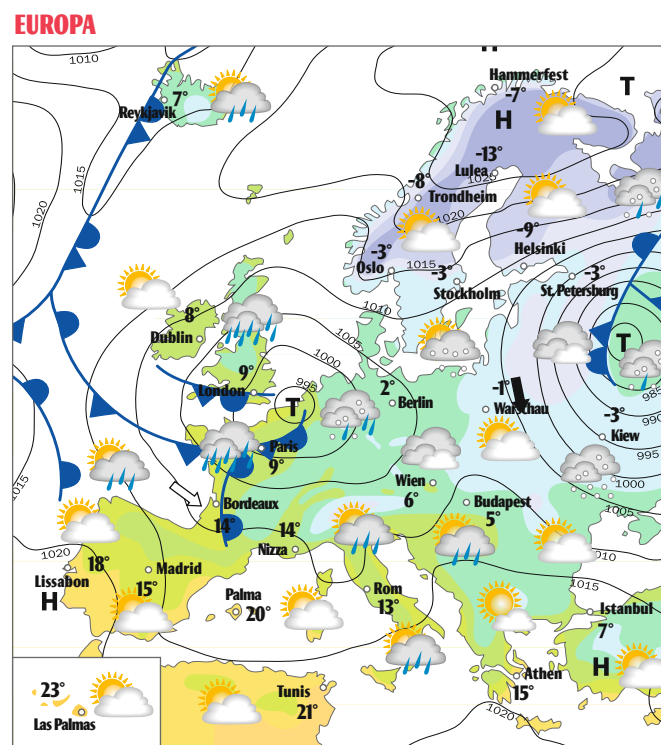 EUROPA
1010
H
Hammerfest
-7°
T
7°
Reykjavik
H
1015
-13°
Lulea
1025
-8°
Trondheim
1020
1020
-9°
Helsinki
-3°
Oslo
1015
-3°
Stockholm
-3°
St. Petersburg
1010
8°
Dublin
1005
1000
T
995
9°
London
T
2°
Berlin
-1°
Warschau
985
-3°
Kiew
990
995
Paris
9°
1000
1015
Wien
6°
Bordeaux
14°
Budapest
5°
1005
14°
Nizza
1010
1020
18°
Lissabon
Madrid
15°
1015
H
Palma
20°
Rom
13°
Istanbul
7°
H
23°
Las Palmas
Tunis
21°
Athen
15°
1020